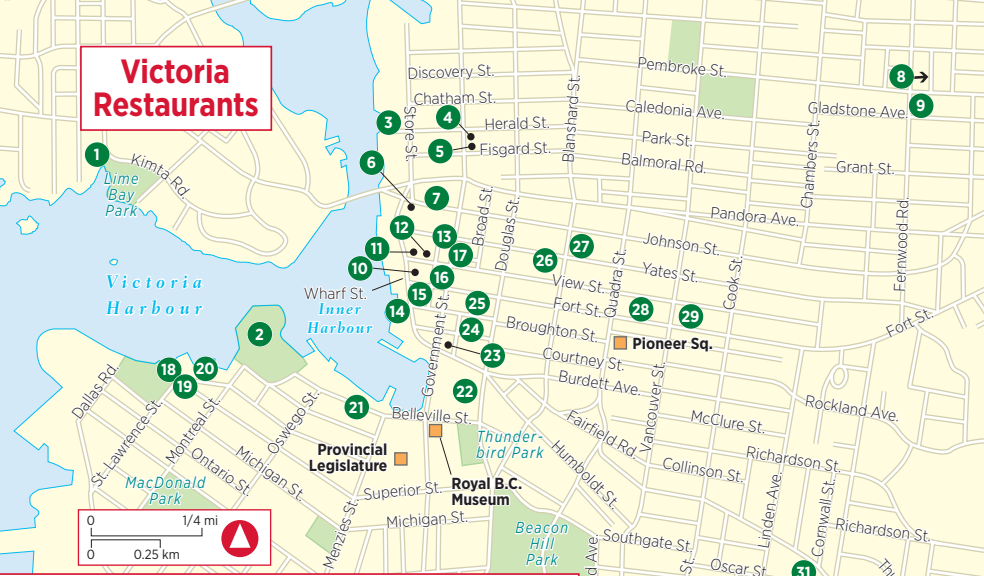 Victoria
Restaurants
Discovery St.
Chatham St.
Herald St.
Fisgard St.
Store St.
Blanshard St.
Pembroke St.
Caledonia Ave.
Park St.
Balmoral Rd.
Gladstone Ave.
Grant St.
Chambers St.
Pandora Ave.
Fernwood Rd.
Kimta Rd.
Lime
Bay
Park
1
2
3
4
5
6
7
8
9
10
11
12
13
14
15
16
17
18
19
20
21
22
23
24
25
26
27
28
29
31
Broad St.
Douglas St.
Johnson St.
Yates St.
View St.
Fort St.
Quadra St.
Cook St.
Fort St.
Victoria
Harbour
Wharf St.
Inner
Harbour
Government St.
Broughton St.
Courtney St.
Burdett Ave.
Pioneer Sq.
Vancouver St.
Rockland Ave.
McClure St.
Richardson St.
Collinson St.
Fairfield Rd.
Humboldt St.
Linden Ave.
Cornwall St.
Richardson St.
Belleville St.
Thunder-
bird Park
Provincial
Legislature
Royal B.C.
Museum
Dallas Rd.
St. Lawrence St.
Montreal St.
Oswego St.
Ontario St.
Michigan St.
MacDonald
Park
Superior St.
Michigan St.
Menzies St.
Beacon
Hill
Park
Southgate St.
Oscar St.
d Ave.
St.
Thu
0 1/4 mi
0 0.25 km